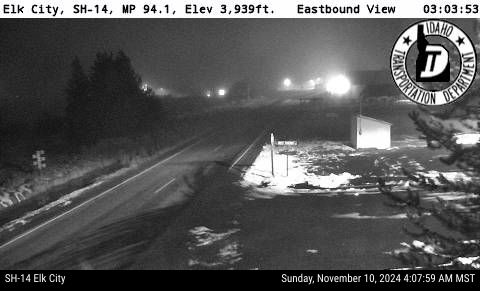 Elk City, SH-14, MP 94.1, Elev 3,939ft. Eastbound View 03:03:53
IDAHO
TRANSPORTATION DEPARTMENT
SH-14 Elk City Sunday, November 10, 2024 4:07:59 AM MST